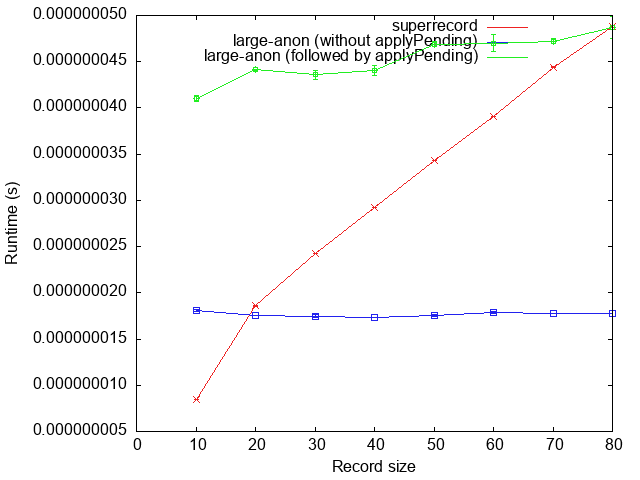 0.000000050
superrecord
large-anon (without applyPending)
0.000000045
large-anon (followed by applyPending)
0.000000040
0.000000035
0.000000030
0.000000025
0.000000020
0.000000015
0.000000010
0.000000005
Runtime (s)
0 10 20 30 40 50 60 70 80
Record size